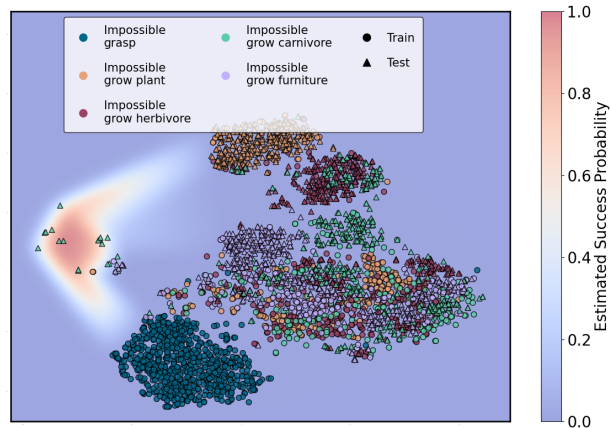 Impossible
grasp
Impossible
grow plant
Impossible
grow herbivore
Impossible
grow carnivore
Impossible
grow furniture
Train
Test
1.0
0.8
0.6
0.4
0.2
0.0
Estimated Success Probability